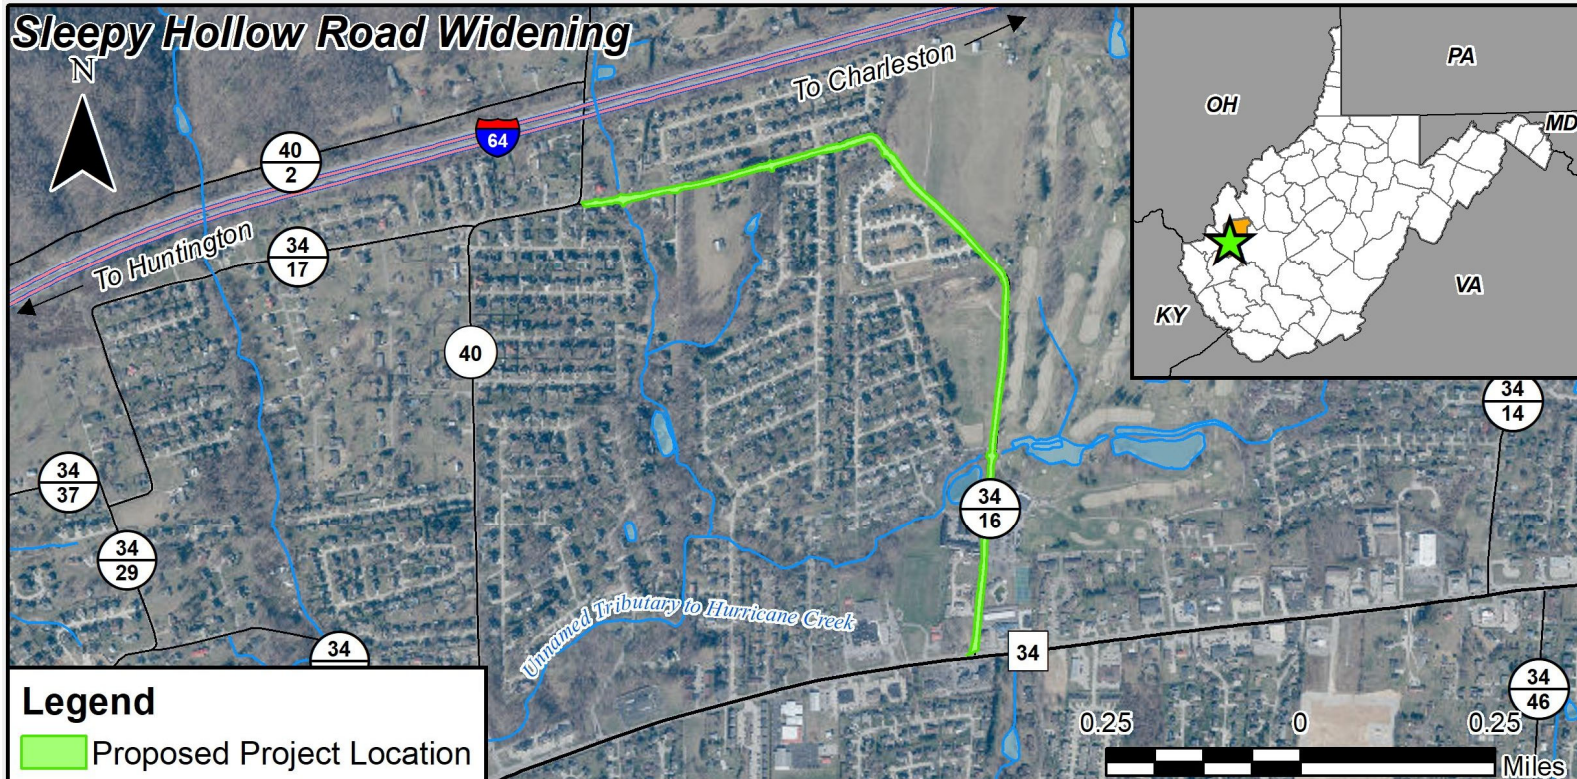 Sleepy Hollow Road Widening
N
To Charleston
64
40
2
To Huntington
34
17
40
34
37
34
29
34
34
16
34
34
14
34
46
Unnamed Tributary to Hurricane Creek
PA
OH
MD
VA
KY
Legend
Proposed Project Location
0.25 0 0.25
Miles